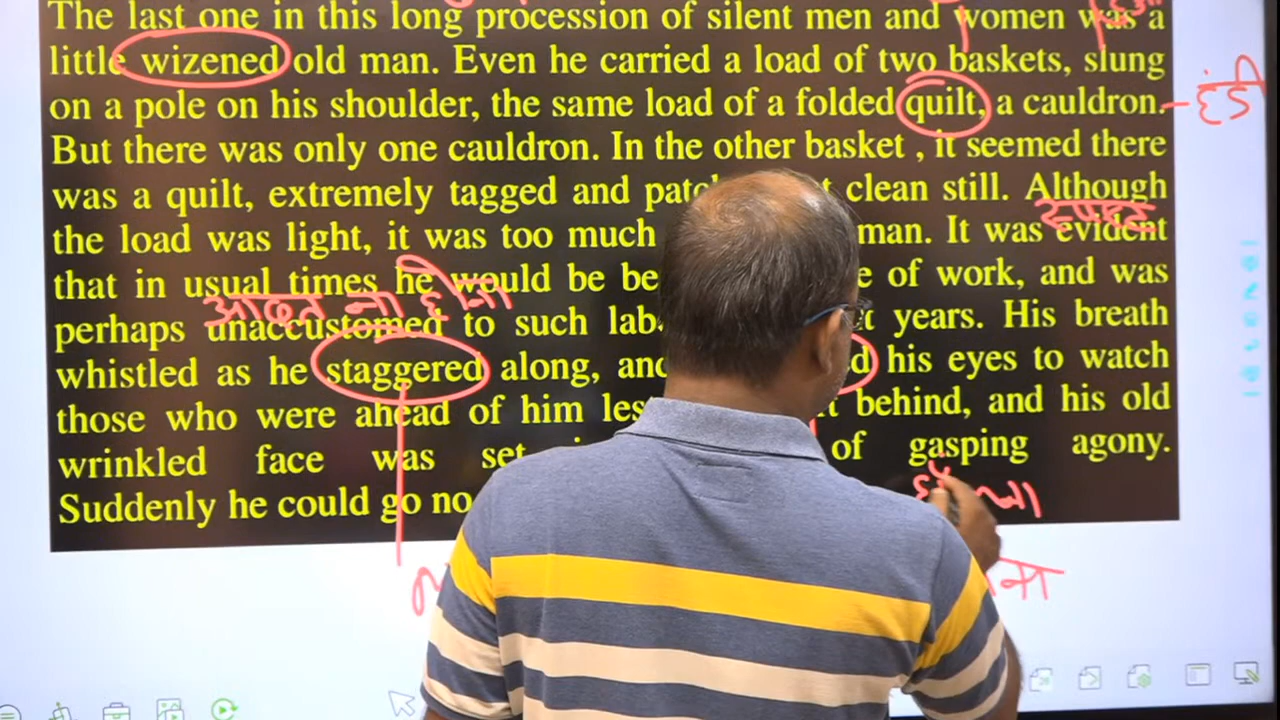 The last one in this long procession of silent men and women was a
little wizened old man. Even he carried a load of two baskets, slung
on a pole on his shoulder, the same load of a folded quilt, a cauldron.
हंडी
But there was only one cauldron. In the other basket , it seemed there
was a quilt, extremely tagged and clean still. Although
स्पष्ट
the load was light, it was too much man. It was evident
that in usual times he would be of work, and was
आदत ना होना
perhaps unaccustomed to such years. His breath
whistled as he staggered along, and his eyes to watch
those who were ahead of him behind, and his old
wrinkled face was set of gasping agony.
Suddenly he could go no